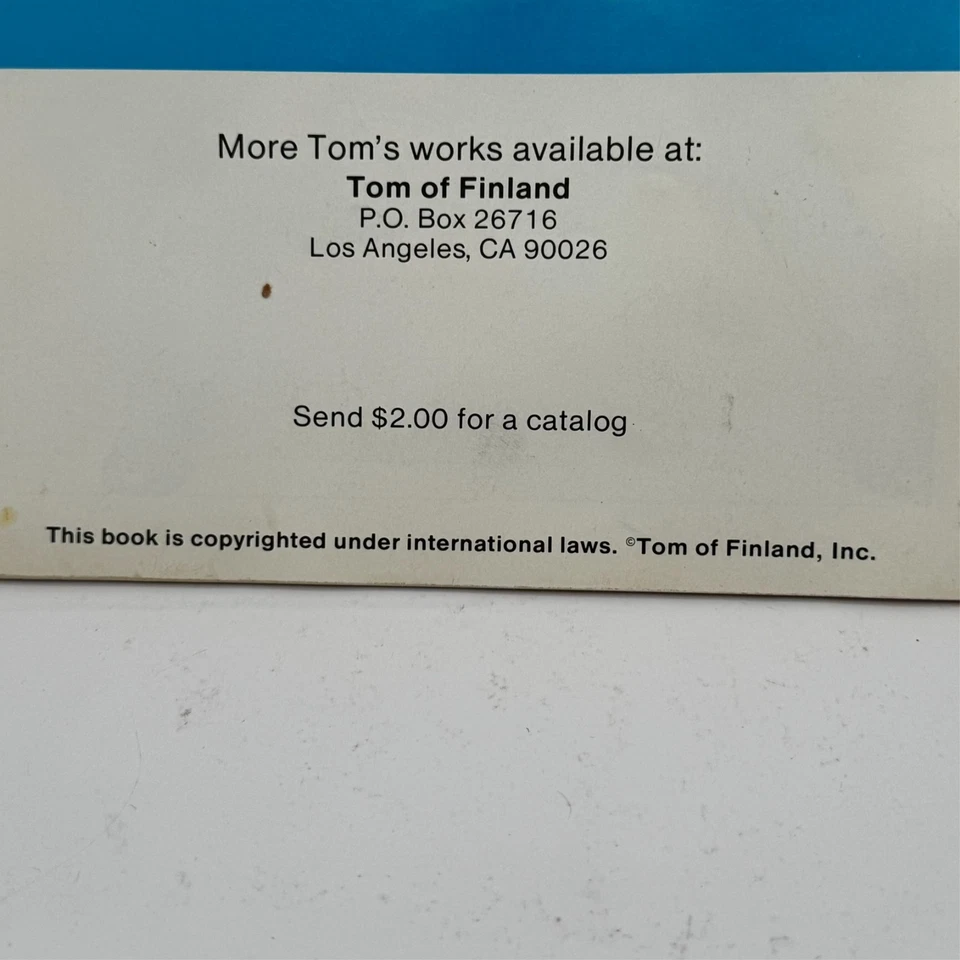 More Tom's works available at:
Tom of Finland
P.O. Box 26716
Los Angeles, CA 90026
Send $2.00 for a catalog
This book is copyrighted under international laws. ©Tom of Finland, Inc.